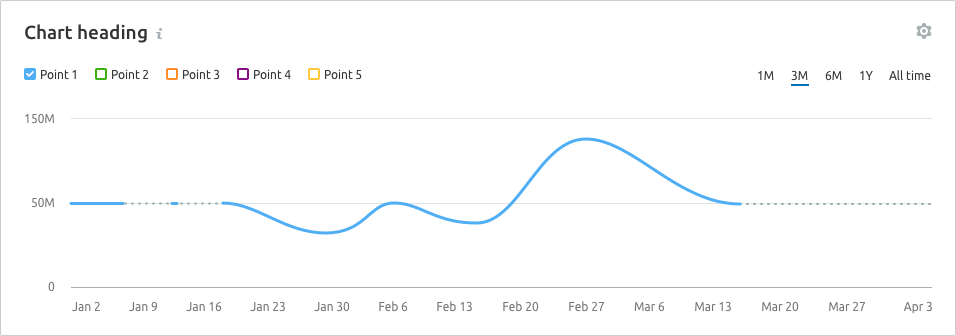 Chart heading i
Point 1 Point 2 Point 3 Point 4 Point 5
1M 3M 6M 1Y All time
150M
50M
0
Jan 2 Jan 9 Jan 16 Jan 23 Jan 30 Feb 6 Feb 13 Feb 20 Feb 27 Mar 6 Mar 13 Mar 20 Mar 27 Apr 3